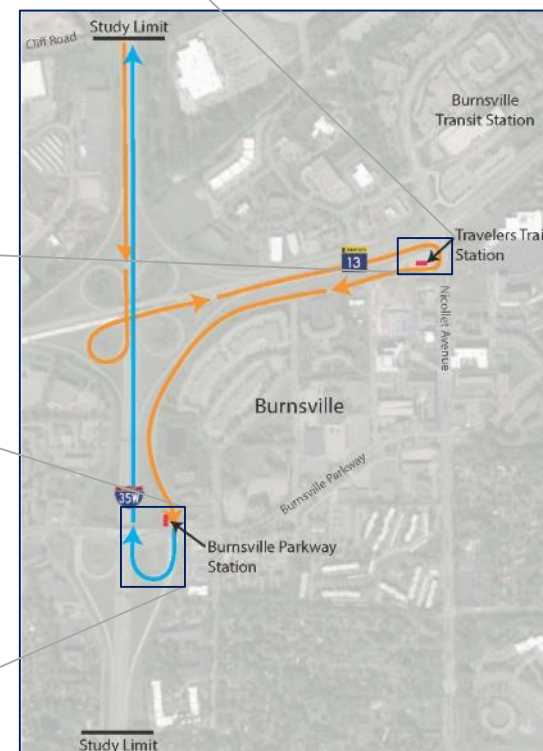 Study Limit
Cliff Road
Burnsville
Transit Station
13
Travelers Trai
Station
Nicollet Avenue
Burnsville
Burnsville Parkway
35W
Burnsville Parkway
Station
Study Limit